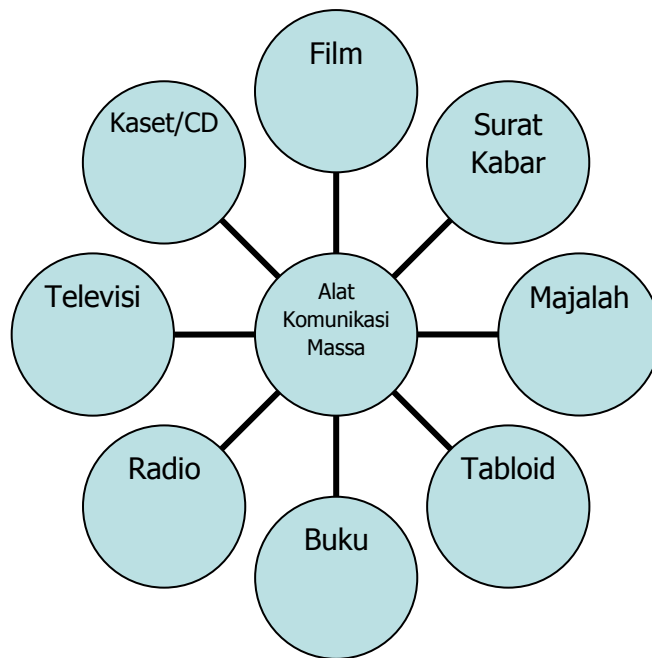 Film
Kaset/CD
Surat
Kabar
Televisi
Alat
Komunikasi
Massa
Majalah
Radio
Tabloid
Buku